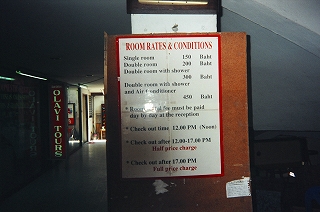 ROOM RATES & CONDITIONS
Single room 150 Baht
Double room 200 Baht
Double room with shower
300 Baht
Double room with shower
and Air Conditioner
450 Baht
* Room rental fee must be paid
day by day at the reception
* Check out time 12.00 PM (Noon)
* Check out after 12.00-17.00 PM
Half price charge
* Check out after 17.00 PM
Full price charge
OLAVI TOURS